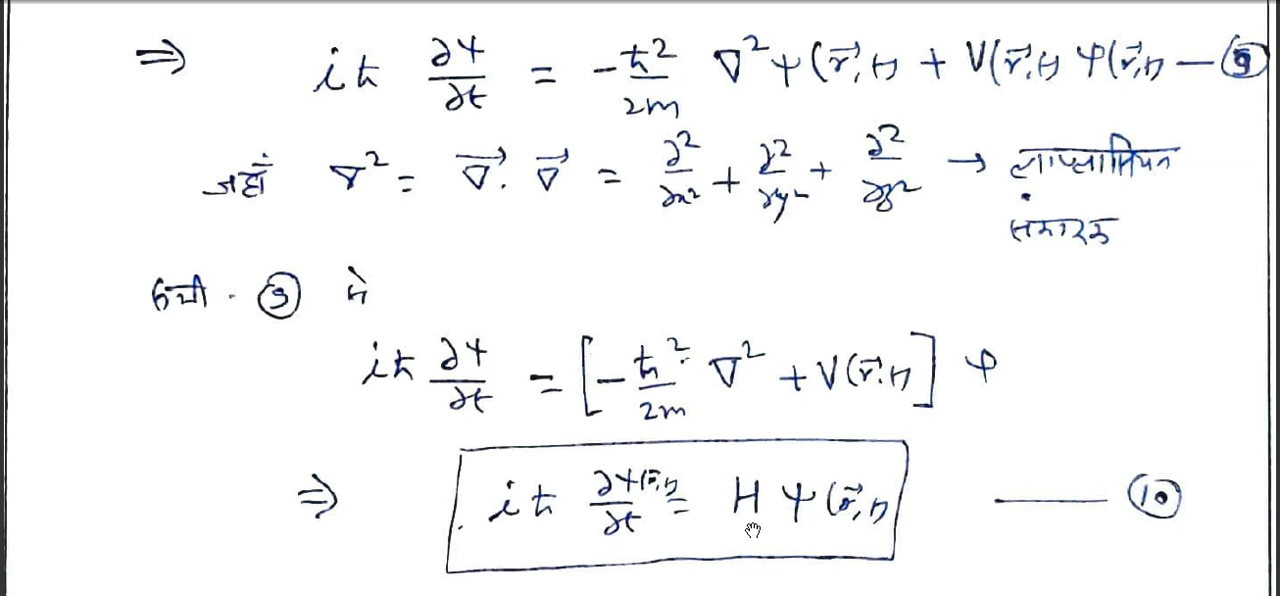 ⇒ iħ ∂ψ/∂t = -ħ²/2m ∇²ψ(r⃗,t) + V(r⃗,t) ψ(r⃗,t) — ⑨
जहाँ ∇² = ∇⃗.∇⃗ = ∂²/∂x² + ∂²/∂y² + ∂²/∂z² → लाप्लासियन
संकारक
समी. ⑨ से
iħ ∂ψ/∂t = [-ħ²/2m ∇² + V(r⃗,t)] ψ
⇒ iħ ∂ψ(r⃗,t)/∂t = H ψ(r⃗,t) — ⑩